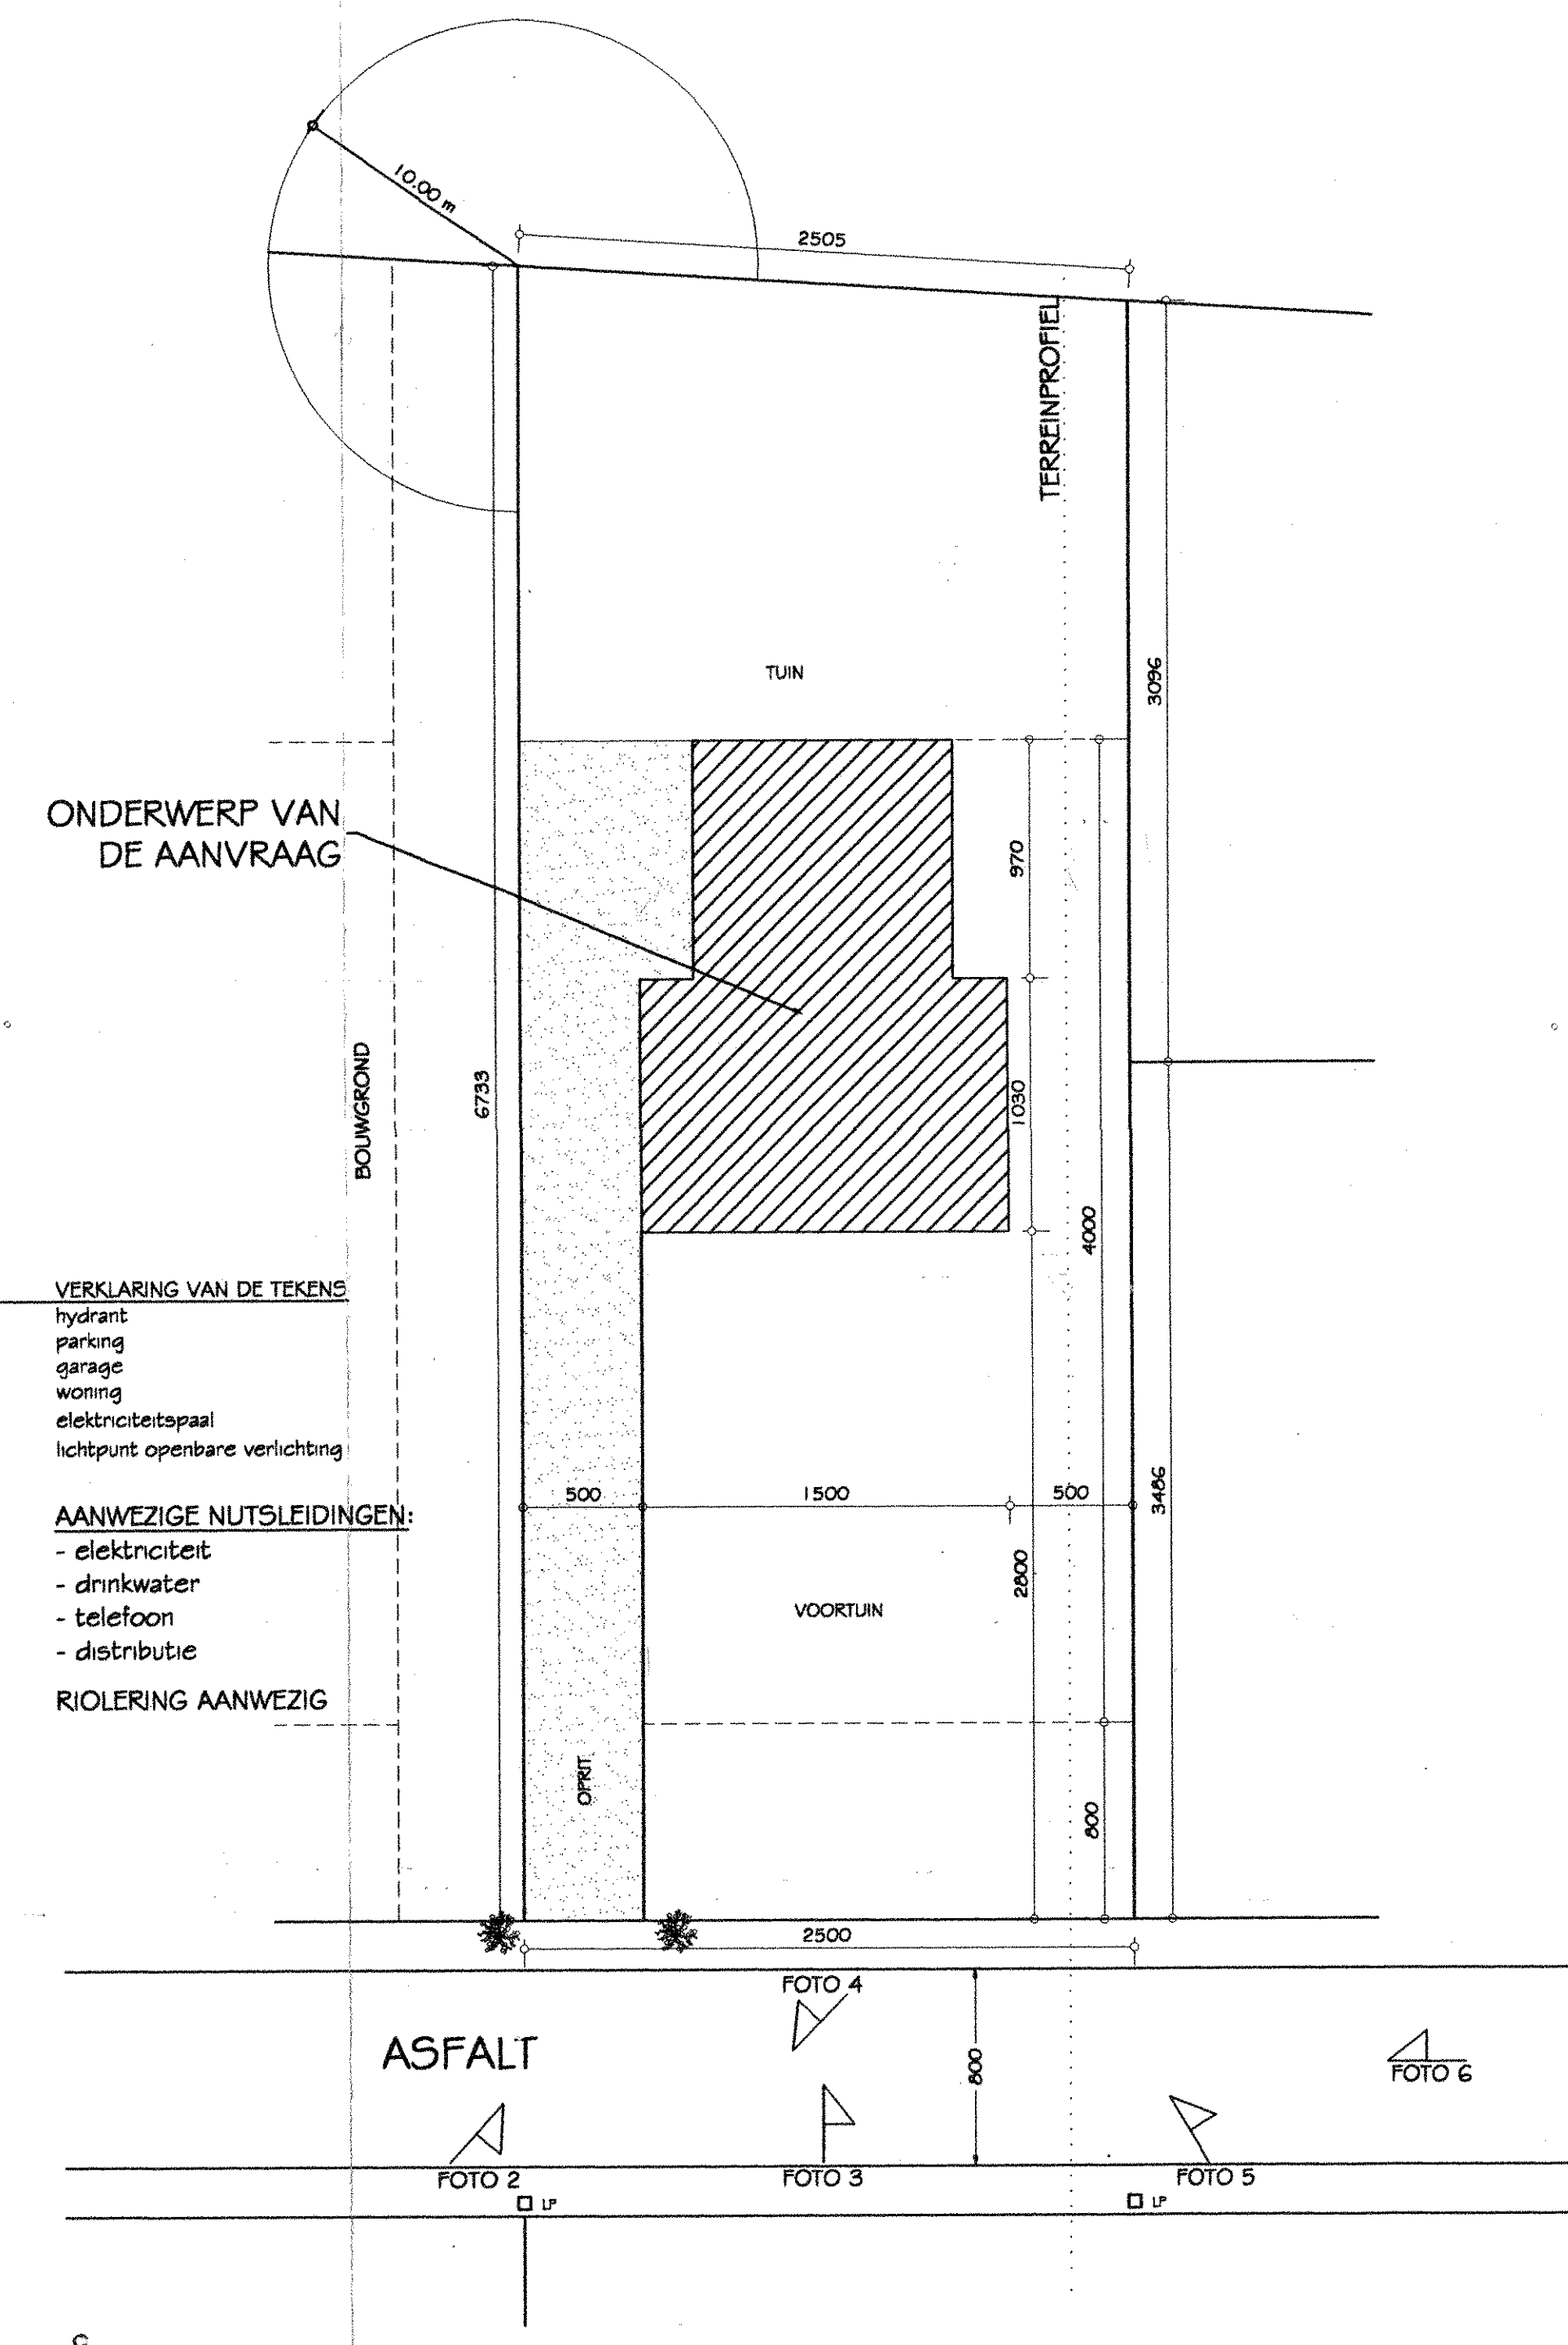 10.00 m
2505
TERREINPROFIEL
3096
TUIN
ONDERWERP VAN
DE AANVRAAG
970
6733
BOUWGROND
1030
4000
VERKLARING VAN DE TEKENS
hydrant
parking
garage
woning
elektriciteitspaal
lichtpunt openbare verlichting
AANWEZIGE NUTSLEIDINGEN:
- elektriciteit
- drinkwater
- telefoon
- distributie
RIOLERING AANWEZIG
500
1500
500
3486
2800
VOORTUIN
OPRIT
800
2500
FOTO 4
ASFALT
800
FOTO 6
FOTO 2
FOTO 3
FOTO 5
LP
LP